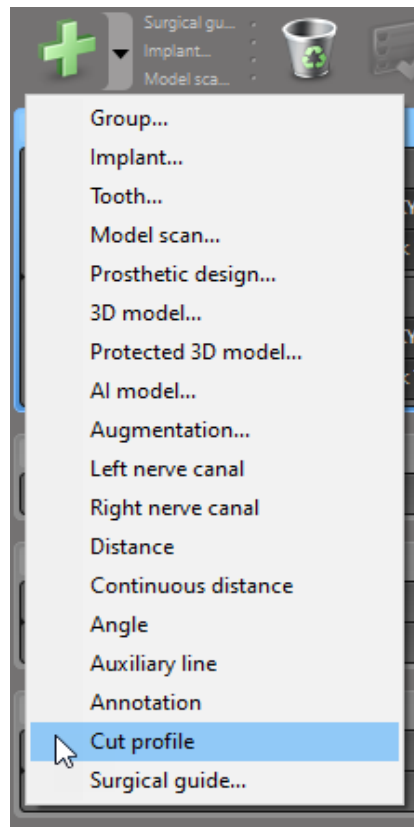 Surgical gu...
Implant...
Model sca...
Group...
Implant...
Tooth...
Model scan...
Prosthetic design...
3D model...
Protected 3D model...
AI model...
Augmentation...
Left nerve canal
Right nerve canal
Distance
Continuous distance
Angle
Auxiliary line
Annotation
Cut profile
Surgical guide...